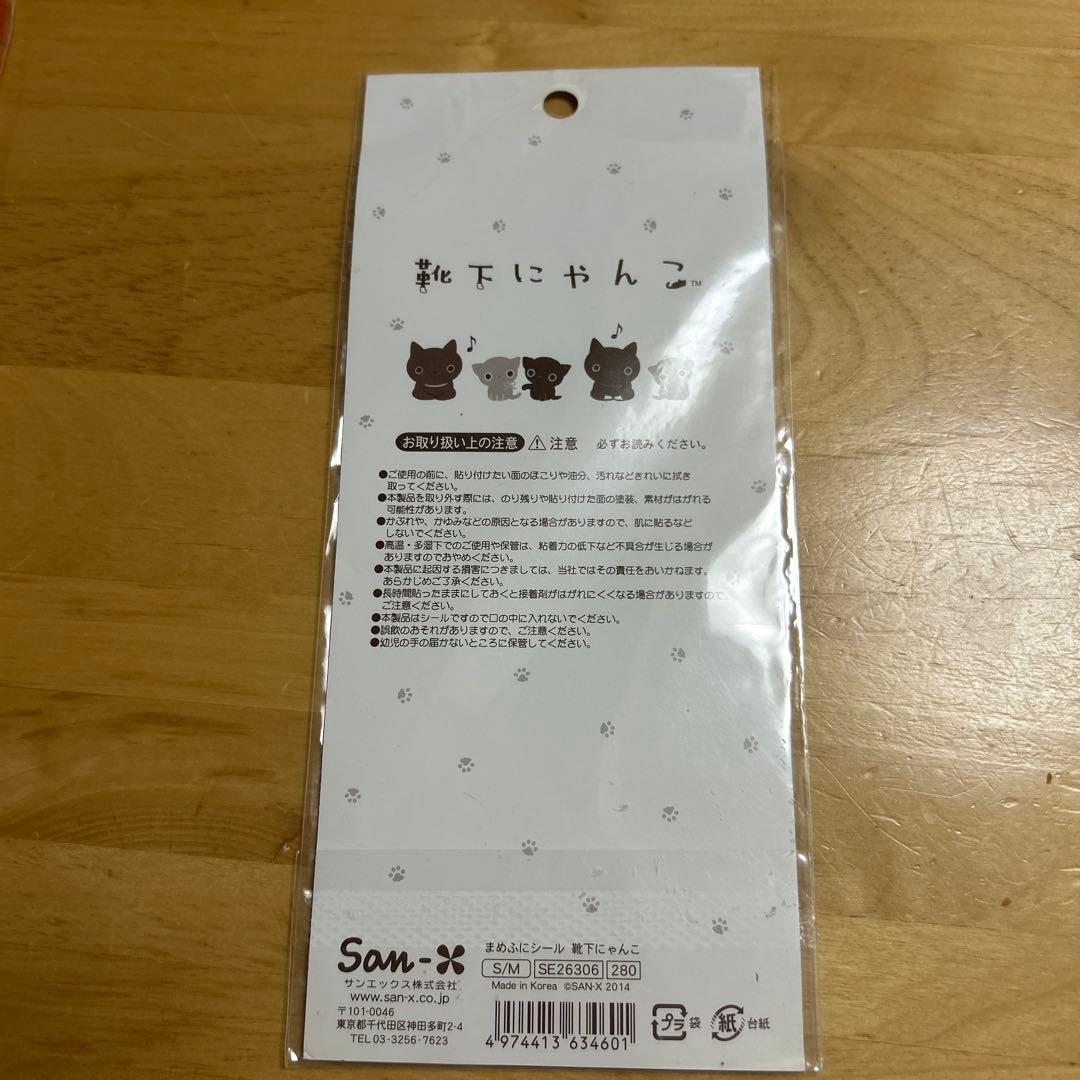 靴下にゃんこ™
お取り扱い上の注意 ⚠注意 必ずお読みください。
●ご使用の前に、貼り付けたい面のほこりや油分、汚れなどきれいに拭き
取ってください。
●本製品を取り外す際には、のり残りや貼り付けた面の塗装、素材がはがれる
可能性があります。
●かぶれや、かゆみなどの原因となる場合がありますので、肌に貼るなど
しないでください。
●高温・多湿下でのご使用や保管は、粘着力の低下など不具合が生じる場合が
ありますのでおやめください。
●本製品に起因する損害につきましては、当社ではその責任をおいかねます。
あらかじめご了承ください。
●長時間貼ったままにしておくと接着剤がはがれにくくなる場合がありますので、
ご注意ください。
●本製品はシールですので口の中に入れないでください。
●誤飲のおそれがありますので、ご注意ください。
●幼児の手の届かないところに保管してください。
San-X
サンエックス株式会社
www.san-x.co.jp
〒101-0046
東京都千代田区神田多町2-4
TEL 03-3256-7623
まめふにシール 靴下にゃんこ
S/M SE26306 280
Made in Korea ©SAN-X 2014
4 974413 634601
プラ 袋 紙 台紙